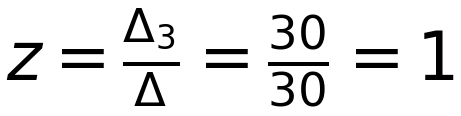 z = Δ₃/Δ = 30/30 = 1